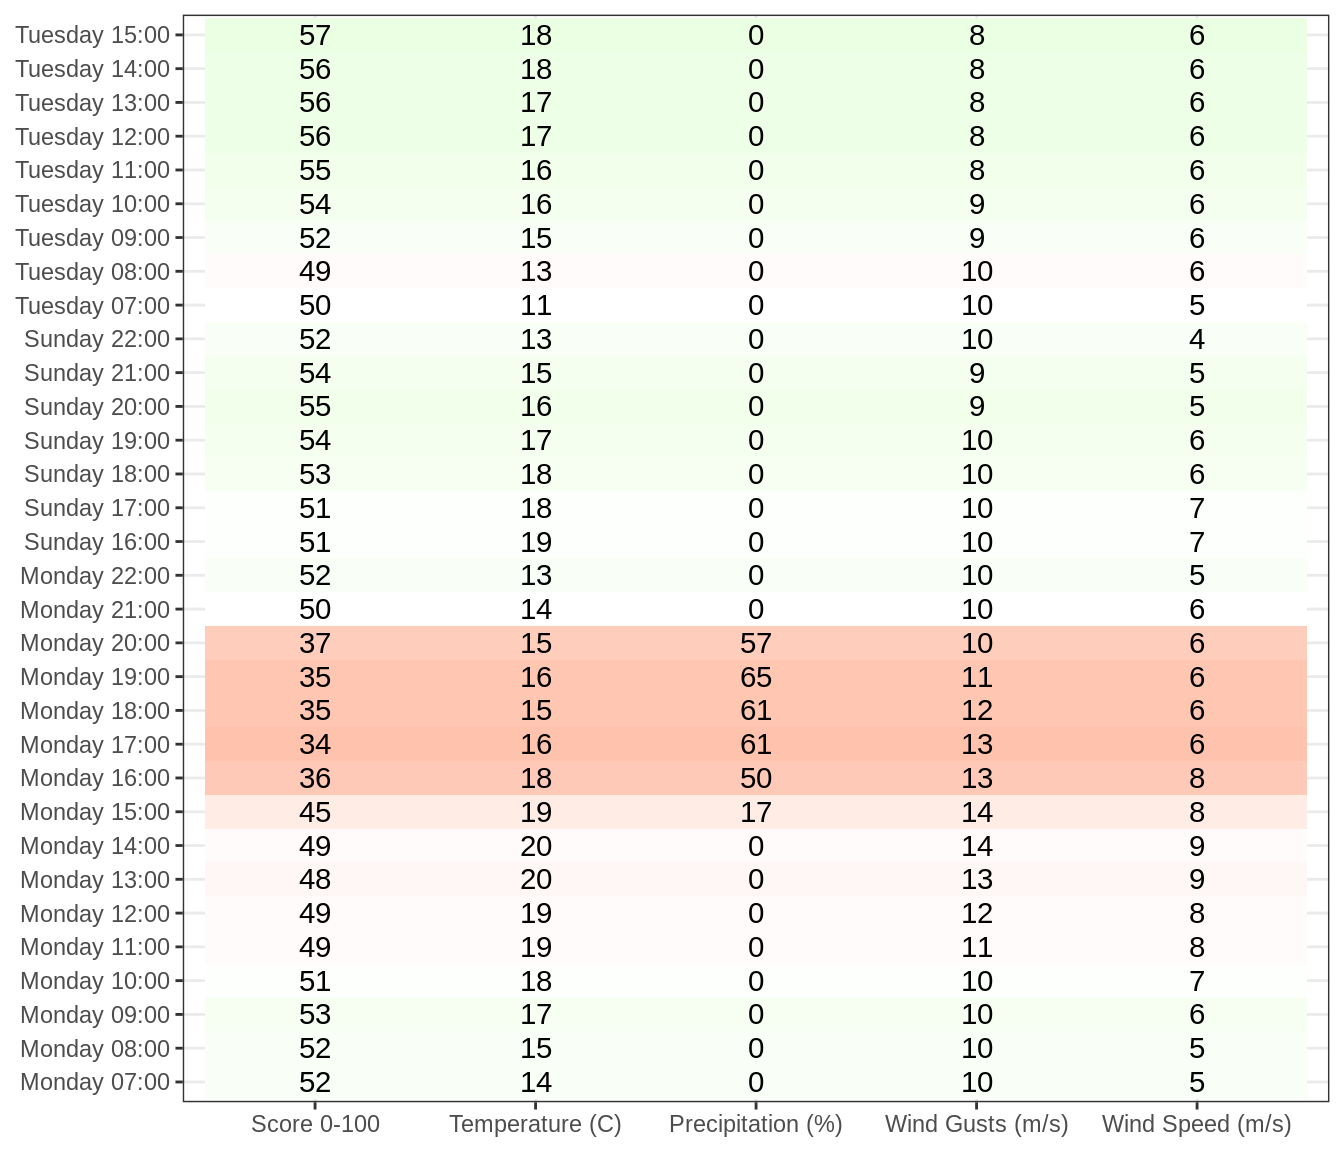 Tuesday 15:00 57 18 0 8 6
Tuesday 14:00 56 18 0 8 6
Tuesday 13:00 56 17 0 8 6
Tuesday 12:00 56 17 0 8 6
Tuesday 11:00 55 16 0 8 6
Tuesday 10:00 54 16 0 9 6
Tuesday 09:00 52 15 0 9 6
Tuesday 08:00 49 13 0 10 6
Tuesday 07:00 50 11 0 10 5
Sunday 22:00 52 13 0 10 4
Sunday 21:00 54 15 0 9 5
Sunday 20:00 55 16 0 9 5
Sunday 19:00 54 17 0 10 6
Sunday 18:00 53 18 0 10 6
Sunday 17:00 51 18 0 10 7
Sunday 16:00 51 19 0 10 7
Monday 22:00 52 13 0 10 5
Monday 21:00 50 14 0 10 6
Monday 20:00 37 15 57 10 6
Monday 19:00 35 16 65 11 6
Monday 18:00 35 15 61 12 6
Monday 17:00 34 16 61 13 6
Monday 16:00 36 18 50 13 8
Monday 15:00 45 19 17 14 8
Monday 14:00 49 20 0 14 9
Monday 13:00 48 20 0 13 9
Monday 12:00 49 19 0 12 8
Monday 11:00 49 19 0 11 8
Monday 10:00 51 18 0 10 7
Monday 09:00 53 17 0 10 6
Monday 08:00 52 15 0 10 5
Monday 07:00 52 14 0 10 5
Score 0-100 Temperature (C) Precipitation (%) Wind Gusts (m/s) Wind Speed (m/s)